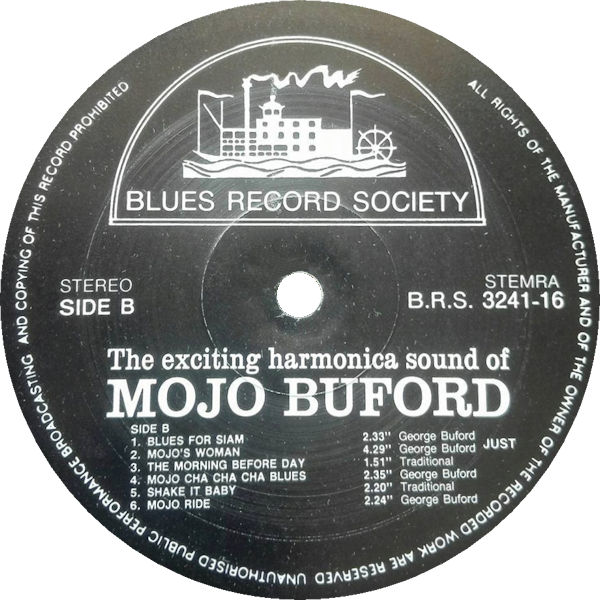 BLUES RECORD SOCIETY
STEREO
SIDE B
STEMRA
B.R.S. 3241-16
The exciting harmonica sound of
MOJO BUFORD
SIDE B
1. BLUES FOR SIAM 2.33" George Buford
2. MOJO'S WOMAN 4.29" George Buford JUST
3. THE MORNING BEFORE DAY 1.51" Traditional
4. MOJO CHA CHA CHA BLUES 2.35" George Buford
5. SHAKE IT BABY 2.20" Traditional
6. MOJO RIDE 2.24" George Buford
ALL RIGHTS OF THE MANUFACTURER AND OF THE OWNER OF THE RECORDED WORK ARE RESERVED UNAUTHORISED PUBLIC PERFORMANCE BROADCASTING AND COPYING OF THIS RECORD PROHIBITED